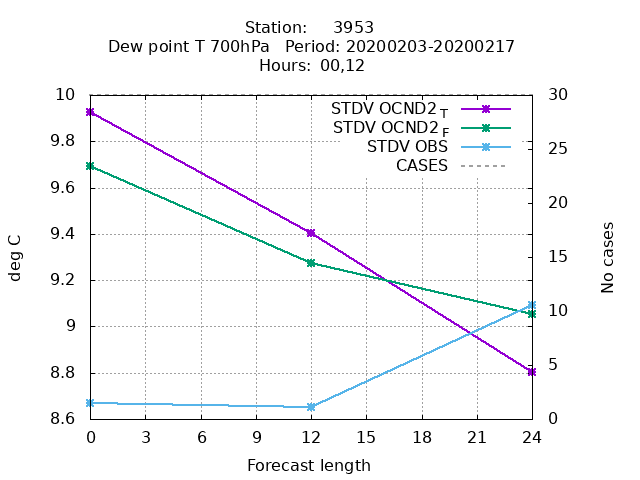 Station: 3953
Dew point T 700hPa Period: 20200203-20200217
Hours: 00,12
STDV OCND2 T
STDV OCND2 F
STDV OBS
CASES
10
9.8
9.6
9.4
9.2
9
8.8
8.6
deg C
30
25
20
15
10
5
0
No cases
0 3 6 9 12 15 18 21 24
Forecast length